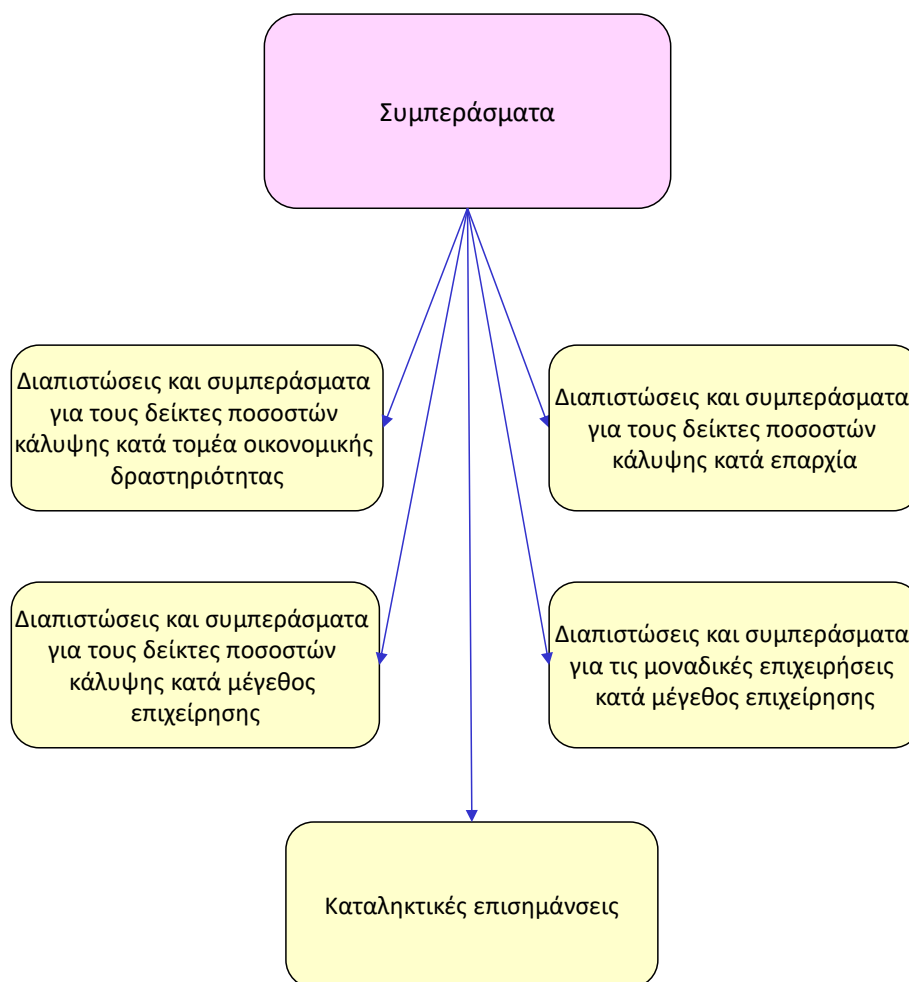 Συμπεράσματα
Διαπιστώσεις και συμπεράσματα
για τους δείκτες ποσοστών
κάλυψης κατά τομέα οικονομικής
δραστηριότητας
Διαπιστώσεις και συμπεράσματα
για τους δείκτες ποσοστών
κάλυψης κατά επαρχία
Διαπιστώσεις και συμπεράσματα
για τους δείκτες ποσοστών
κάλυψης κατά μέγεθος
επιχείρησης
Διαπιστώσεις και συμπεράσματα
για τις μοναδικές επιχειρήσεις
κατά μέγεθος επιχείρησης
Καταληκτικές επισημάνσεις